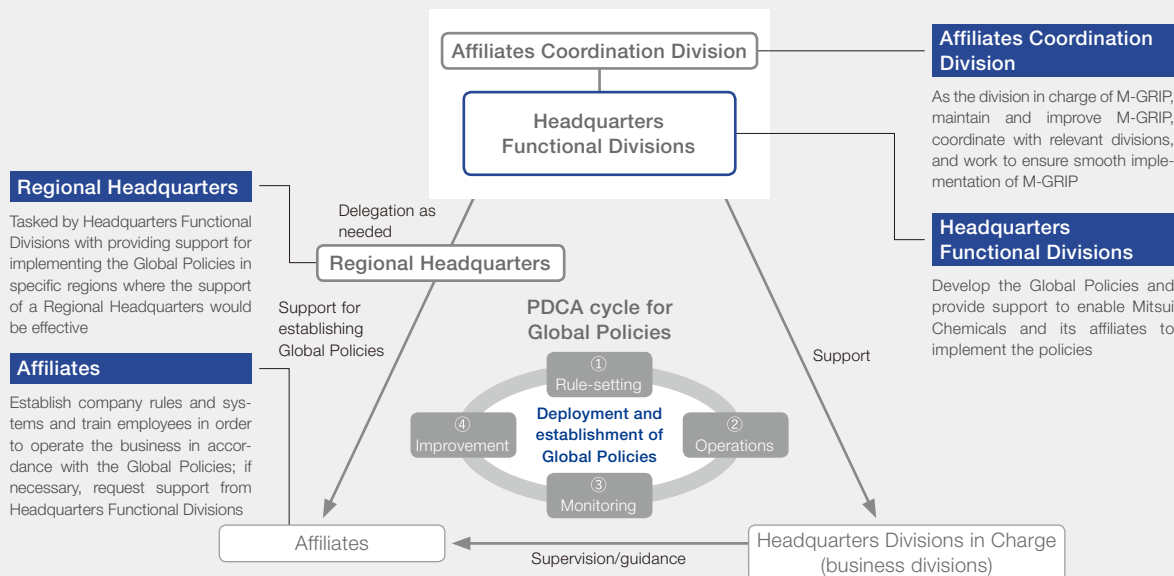 Affiliates Coordination Division
Headquarters
Functional Divisions
Affiliates Coordination
Division
As the division in charge of M-GRIP,
maintain and improve M-GRIP,
coordinate with relevant divisions,
and work to ensure smooth imple-
mentation of M-GRIP
Headquarters
Functional Divisions
Develop the Global Policies and
provide support to enable Mitsui
Chemicals and its affiliates to
implement the policies
Regional Headquarters
Tasked by Headquarters Functional
Divisions with providing support for
implementing the Global Policies in
specific regions where the support
of a Regional Headquarters would
be effective
Affiliates
Establish company rules and sys-
tems and train employees in order
to operate the business in accor-
dance with the Global Policies; if
necessary, request support from
Headquarters Functional Divisions
Delegation as
needed
Regional Headquarters
Support for
establishing
Global Policies
PDCA cycle for
Global Policies
①
Rule-setting
②
Operations
③
Monitoring
④
Improvement
Deployment and
establishment of
Global Policies
Support
Affiliates
Supervision/guidance
Headquarters Divisions in Charge
(business divisions)